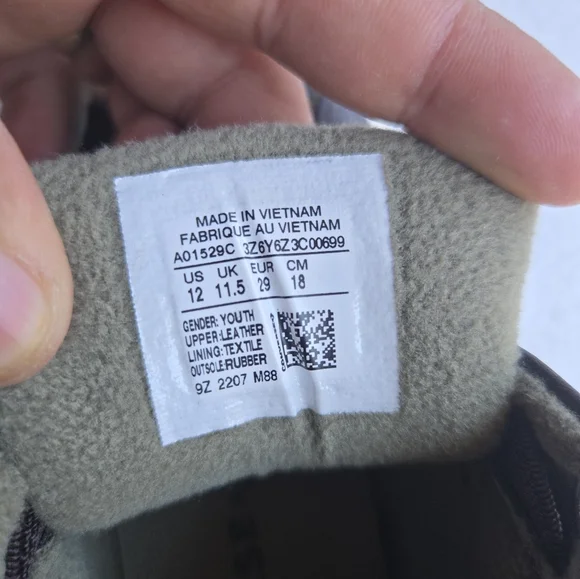 MADE IN VIETNAM
FABRIQUE AU VIETNAM
A01529C 3Z6Y6Z3C00699
US UK EUR CM
12 11.5 29 18
GENDER:YOUTH
UPPER:LEATHER
LINING:TEXTILE
OUTSOLE:RUBBER
9Z 2207 M88